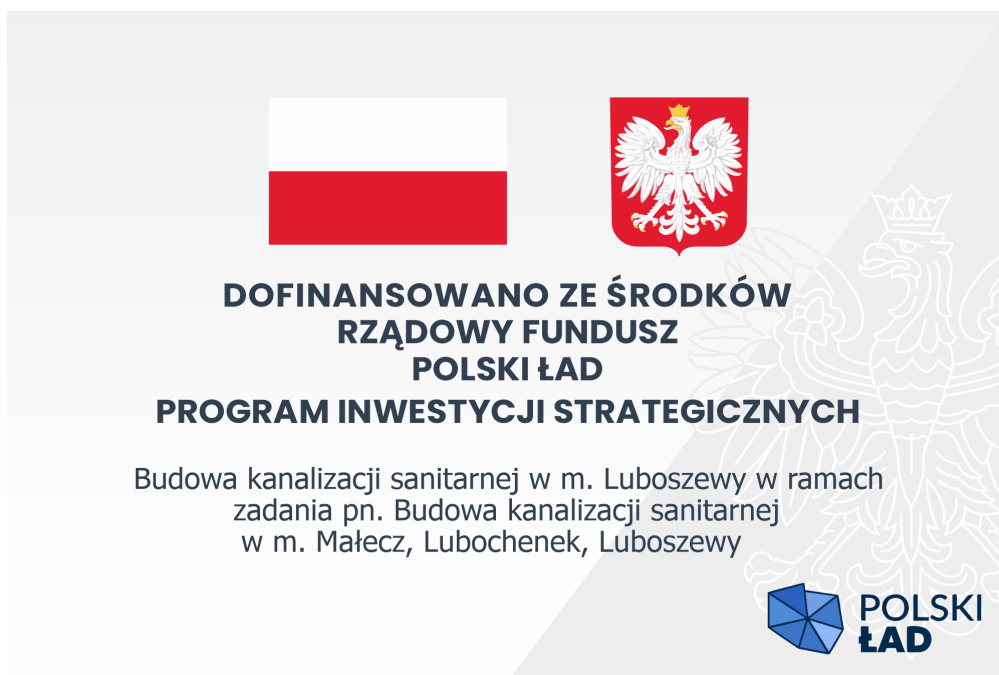 DOFINANSOWANO ZE ŚRODKÓW
RZĄDOWY FUNDUSZ
POLSKI ŁAD
PROGRAM INWESTYCJI STRATEGICZNYCH
Budowa kanalizacji sanitarnej w m. Luboszewy w ramach
zadania pn. Budowa kanalizacji sanitarnej
w m. Małecz, Lubochenek, Luboszewy
POLSKI
ŁAD